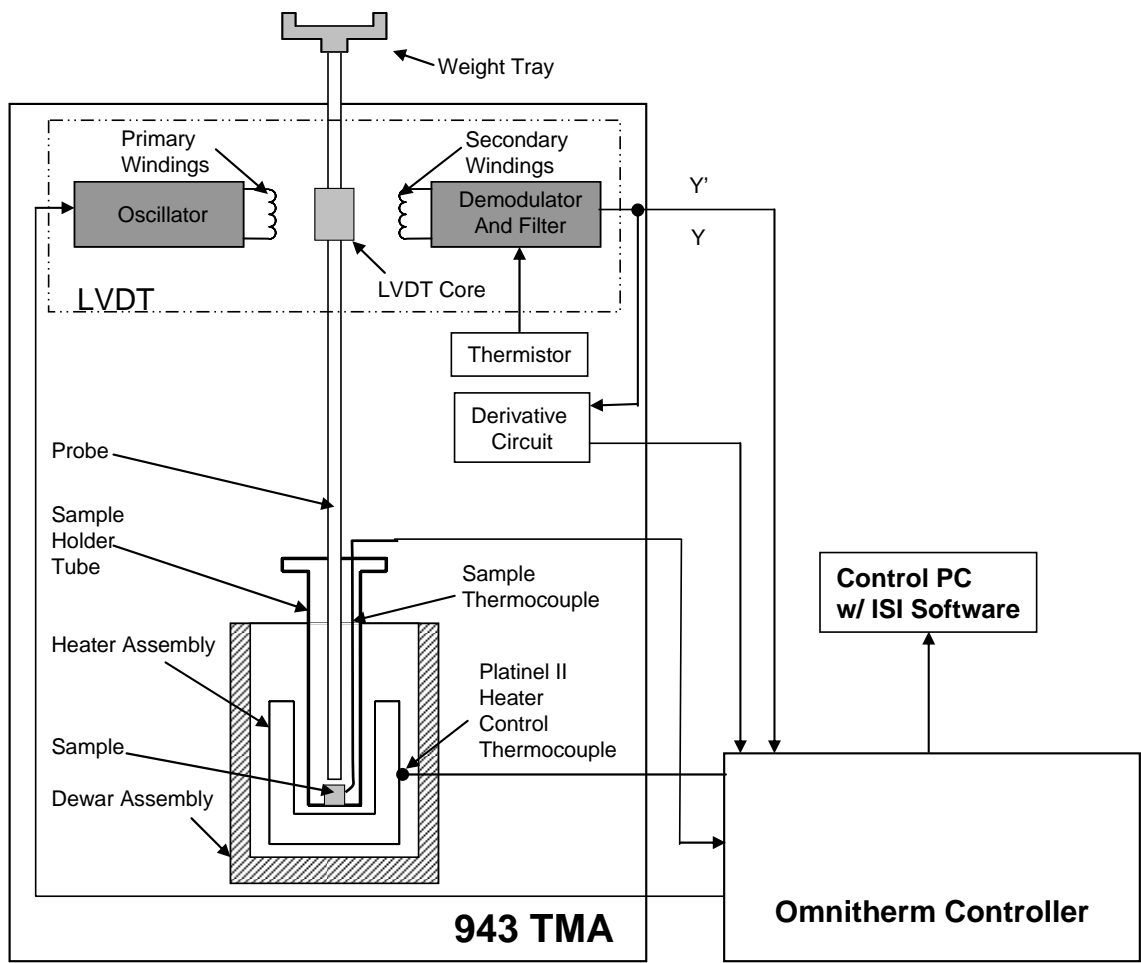 Weight Tray
Primary
Windings
Secondary
Windings
Oscillator
Demodulator
And Filter
Y’
Y
LVDT Core
LVDT
Thermistor
Derivative
Circuit
Probe
Sample
Holder
Tube
Sample
Thermocouple
Control PC
w/ ISI Software
Heater Assembly
Platinel II
Heater
Control
Thermocouple
Sample
Dewar Assembly
943 TMA
Omnitherm Controller